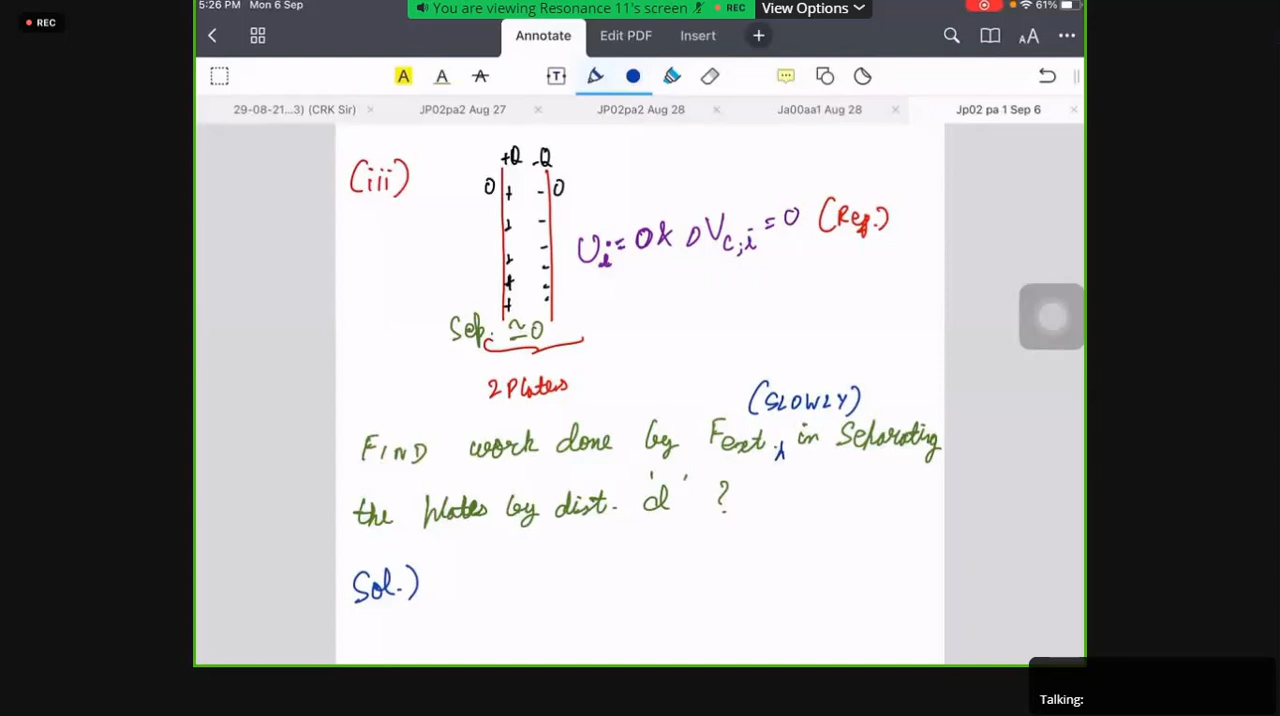 REC
5:26 PM Mon 6 Sep
You are viewing Resonance 11's screen
REC
View Options
61%
Annotate
Edit PDF
Insert
+
AA
A A A T
29-08-21...3) (CRK Sir) ×
JP02pa2 Aug 27 ×
JP02pa2 Aug 28 ×
Ja00aa1 Aug 28 ×
Jp02 pa 1 Sep 6 ×
(iii)
+Q -Q
0 + - 0
Ui = 0 & ΔVc,i = 0 (Ref.)
Sep. ≃ 0
2 Plates
(SLOWLY)
FIND work done by Fext. in Separating
the plates by dist. 'd' ?
Sol.)
Talking: